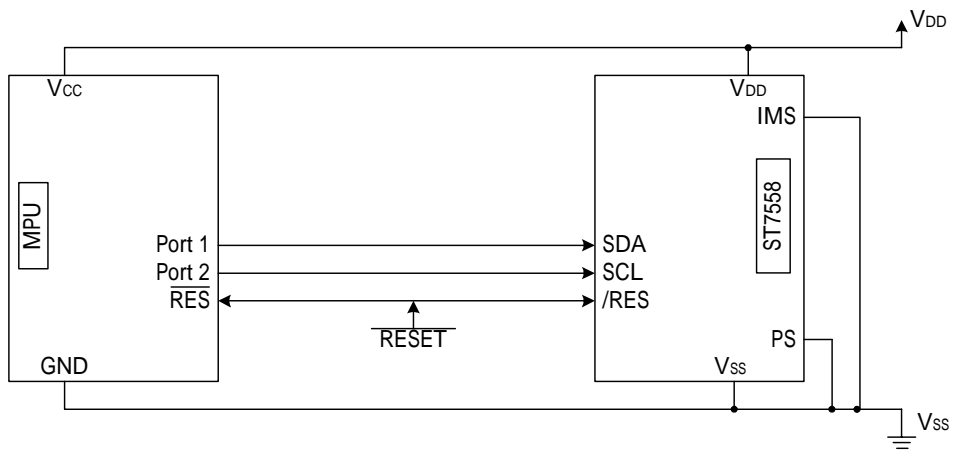 VDD
VCC
VDD
IMS
MPU
ST7558
Port 1
SDA
Port 2
SCL
RES
/RES
RESET
PS
GND
VSS
VSS